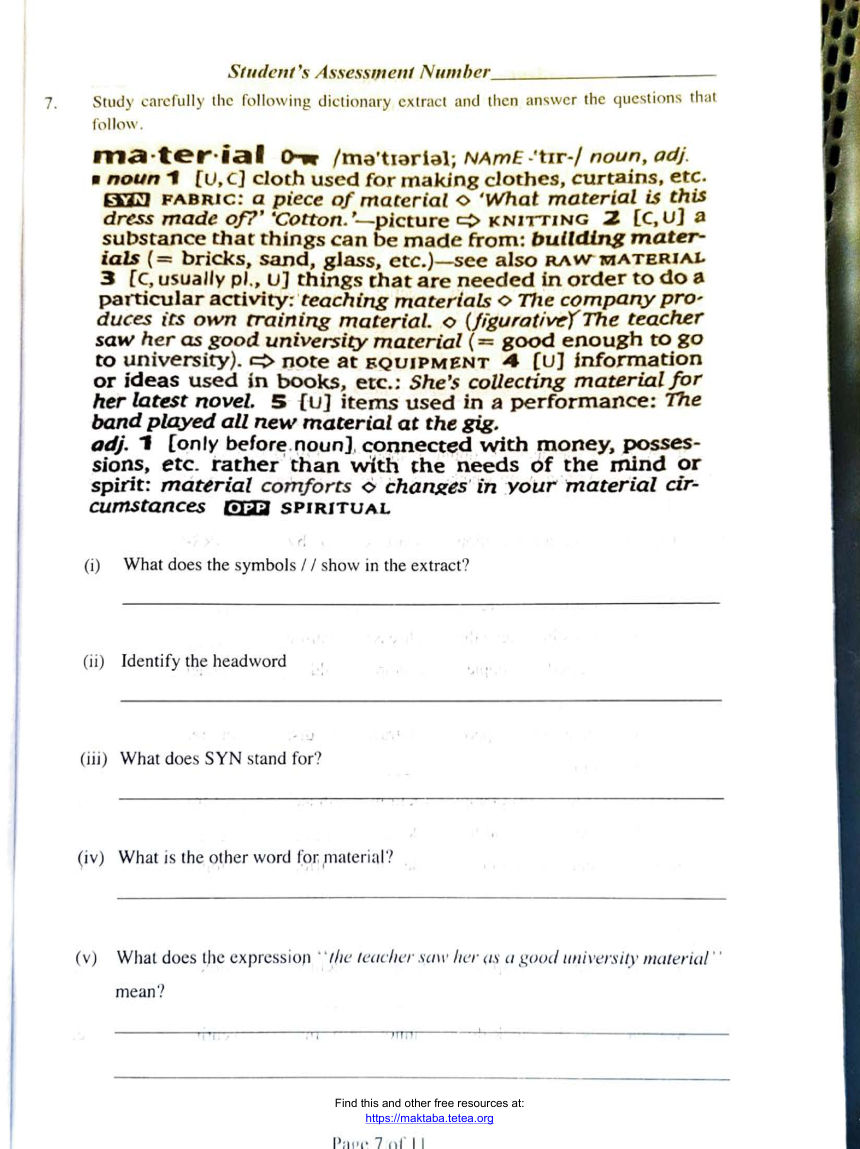 Student's Assessment Number
7. Study carefully the following dictionary extract and then answer the questions that
follow.
ma·ter·ial /məˈtɪəriəl; NAmE -ˈtɪr-/ noun, adj.
▪ noun 1 [U, C] cloth used for making clothes, curtains, etc.
SYN FABRIC: a piece of material ◇ ‘What material is this
dress made of?’ ‘Cotton.’—picture ⇨ KNITTING 2 [C, U] a
substance that things can be made from: building mater-
ials (= bricks, sand, glass, etc.)—see also RAW MATERIAL
3 [C, usually pl., U] things that are needed in order to do a
particular activity: teaching materials ◇ The company pro-
duces its own training material. ◇ (figurative) The teacher
saw her as good university material (= good enough to go
to university). ⇨ note at EQUIPMENT 4 [U] information
or ideas used in books, etc.: She's collecting material for
her latest novel. 5 [U] items used in a performance: The
band played all new material at the gig.
adj. 1 [only before noun] connected with money, posses-
sions, etc. rather than with the needs of the mind or
spirit: material comforts ◇ changes in your material cir-
cumstances OPP SPIRITUAL
(i) What does the symbols / / show in the extract?
(ii) Identify the headword
(iii) What does SYN stand for?
(iv) What is the other word for material?
(v) What does the expression ‘‘the teacher saw her as a good university material’’
mean?
Find this and other free resources at:
https://maktaba.tetea.org
Page 7 of 11